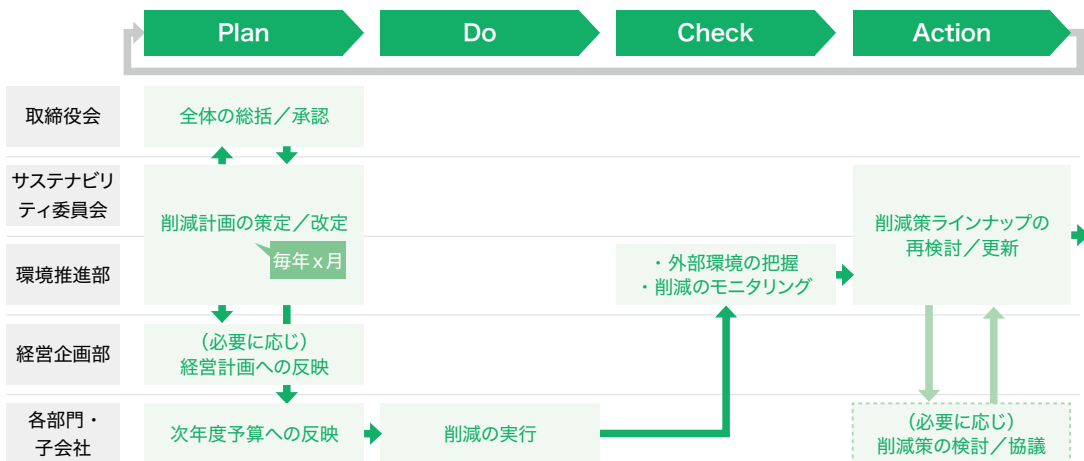 Plan
Do
Check
Action
取締役会
全体の総括／承認
サステナビリ
ティ委員会
削減計画の策定／改定
毎年x月
削減策ラインナップの
再検討／更新
環境推進部
・外部環境の把握
・削減のモニタリング
経営企画部
（必要に応じ）
経営計画への反映
各部門・
子会社
次年度予算への反映
削減の実行
（必要に応じ）
削減策の検討／協議